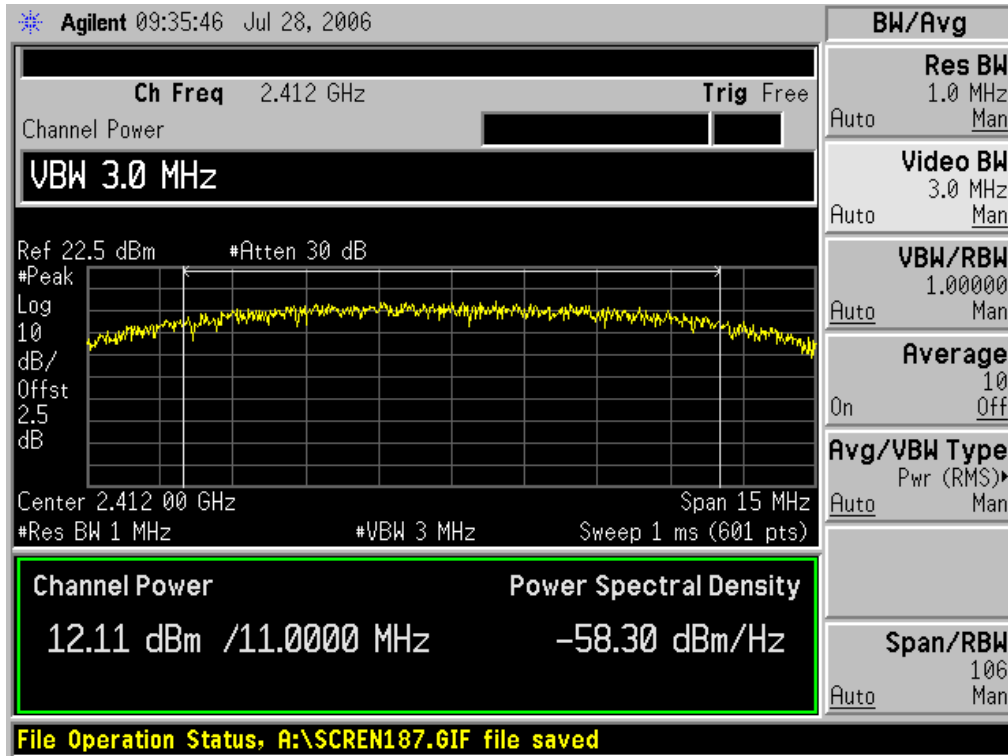 Agilent 09:35:46 Jul 28, 2006
BW/Avg
Ch Freq 2.412 GHz Trig Free
Channel Power
VBW 3.0 MHz
Ref 22.5 dBm #Atten 30 dB
#Peak
Log
10
dB/
Offst
2.5
dB
Center 2.412 00 GHz Span 15 MHz
#Res BW 1 MHz #VBW 3 MHz Sweep 1 ms (601 pts)
Channel Power Power Spectral Density
12.11 dBm /11.0000 MHz -58.30 dBm/Hz
Res BW
1.0 MHz
Auto Man
Video BW
3.0 MHz
Auto Man
VBW/RBW
1.00000
Auto Man
Average
10
On Off
Avg/VBW Type
Pwr (RMS)▸
Auto Man
Span/RBW
106
Auto Man
File Operation Status, A:\SCREN187.GIF file saved